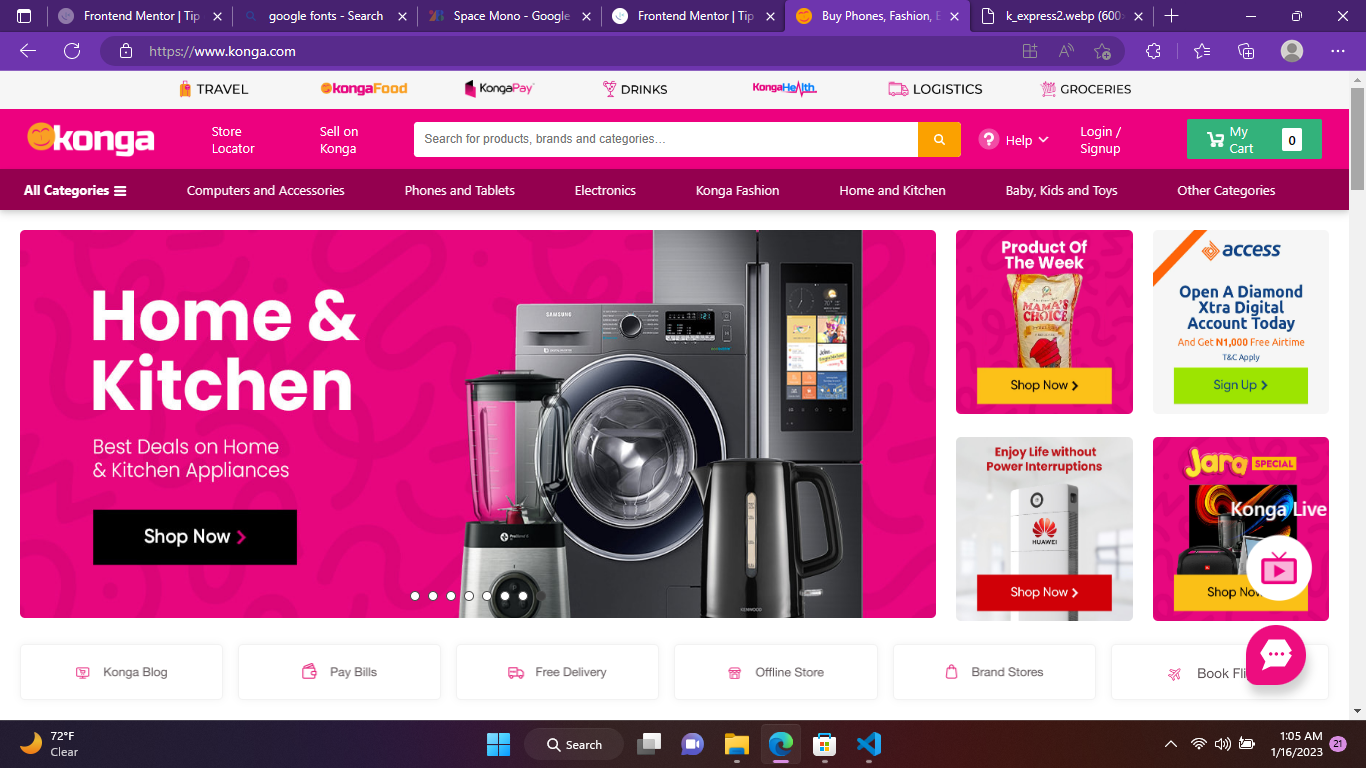 Frontend Mentor | Tip
google fonts - Search
Space Mono - Google
Frontend Mentor | Tip
Buy Phones, Fashion, E
k_express2.webp (600×
https://www.konga.com
TRAVEL
kongaFood
KongaPay
DRINKS
KongaHealth
LOGISTICS
GROCERIES
konga
Store
Locator
Sell on
Konga
Search for products, brands and categories…
? Help
Login /
Signup
My
Cart
0
All Categories
Computers and Accessories
Phones and Tablets
Electronics
Konga Fashion
Home and Kitchen
Baby, Kids and Toys
Other Categories
Home &
Kitchen
Best Deals on Home
& Kitchen Appliances
Shop Now
SAMSUNG
KENWOOD
Product Of
The Week
MAMA'S
CHOICE
Shop Now
access
Open A Diamond
Xtra Digital
Account Today
And Get N1,000 Free Airtime
T&C Apply
Sign Up
Enjoy Life without
Power Interruptions
HUAWEI
Shop Now
Jara SPECIAL
Konga Live
Shop Now
Konga Blog
Pay Bills
Free Delivery
Offline Store
Brand Stores
Book Fli
72°F
Clear
Search
1:05 AM
1/16/2023
21